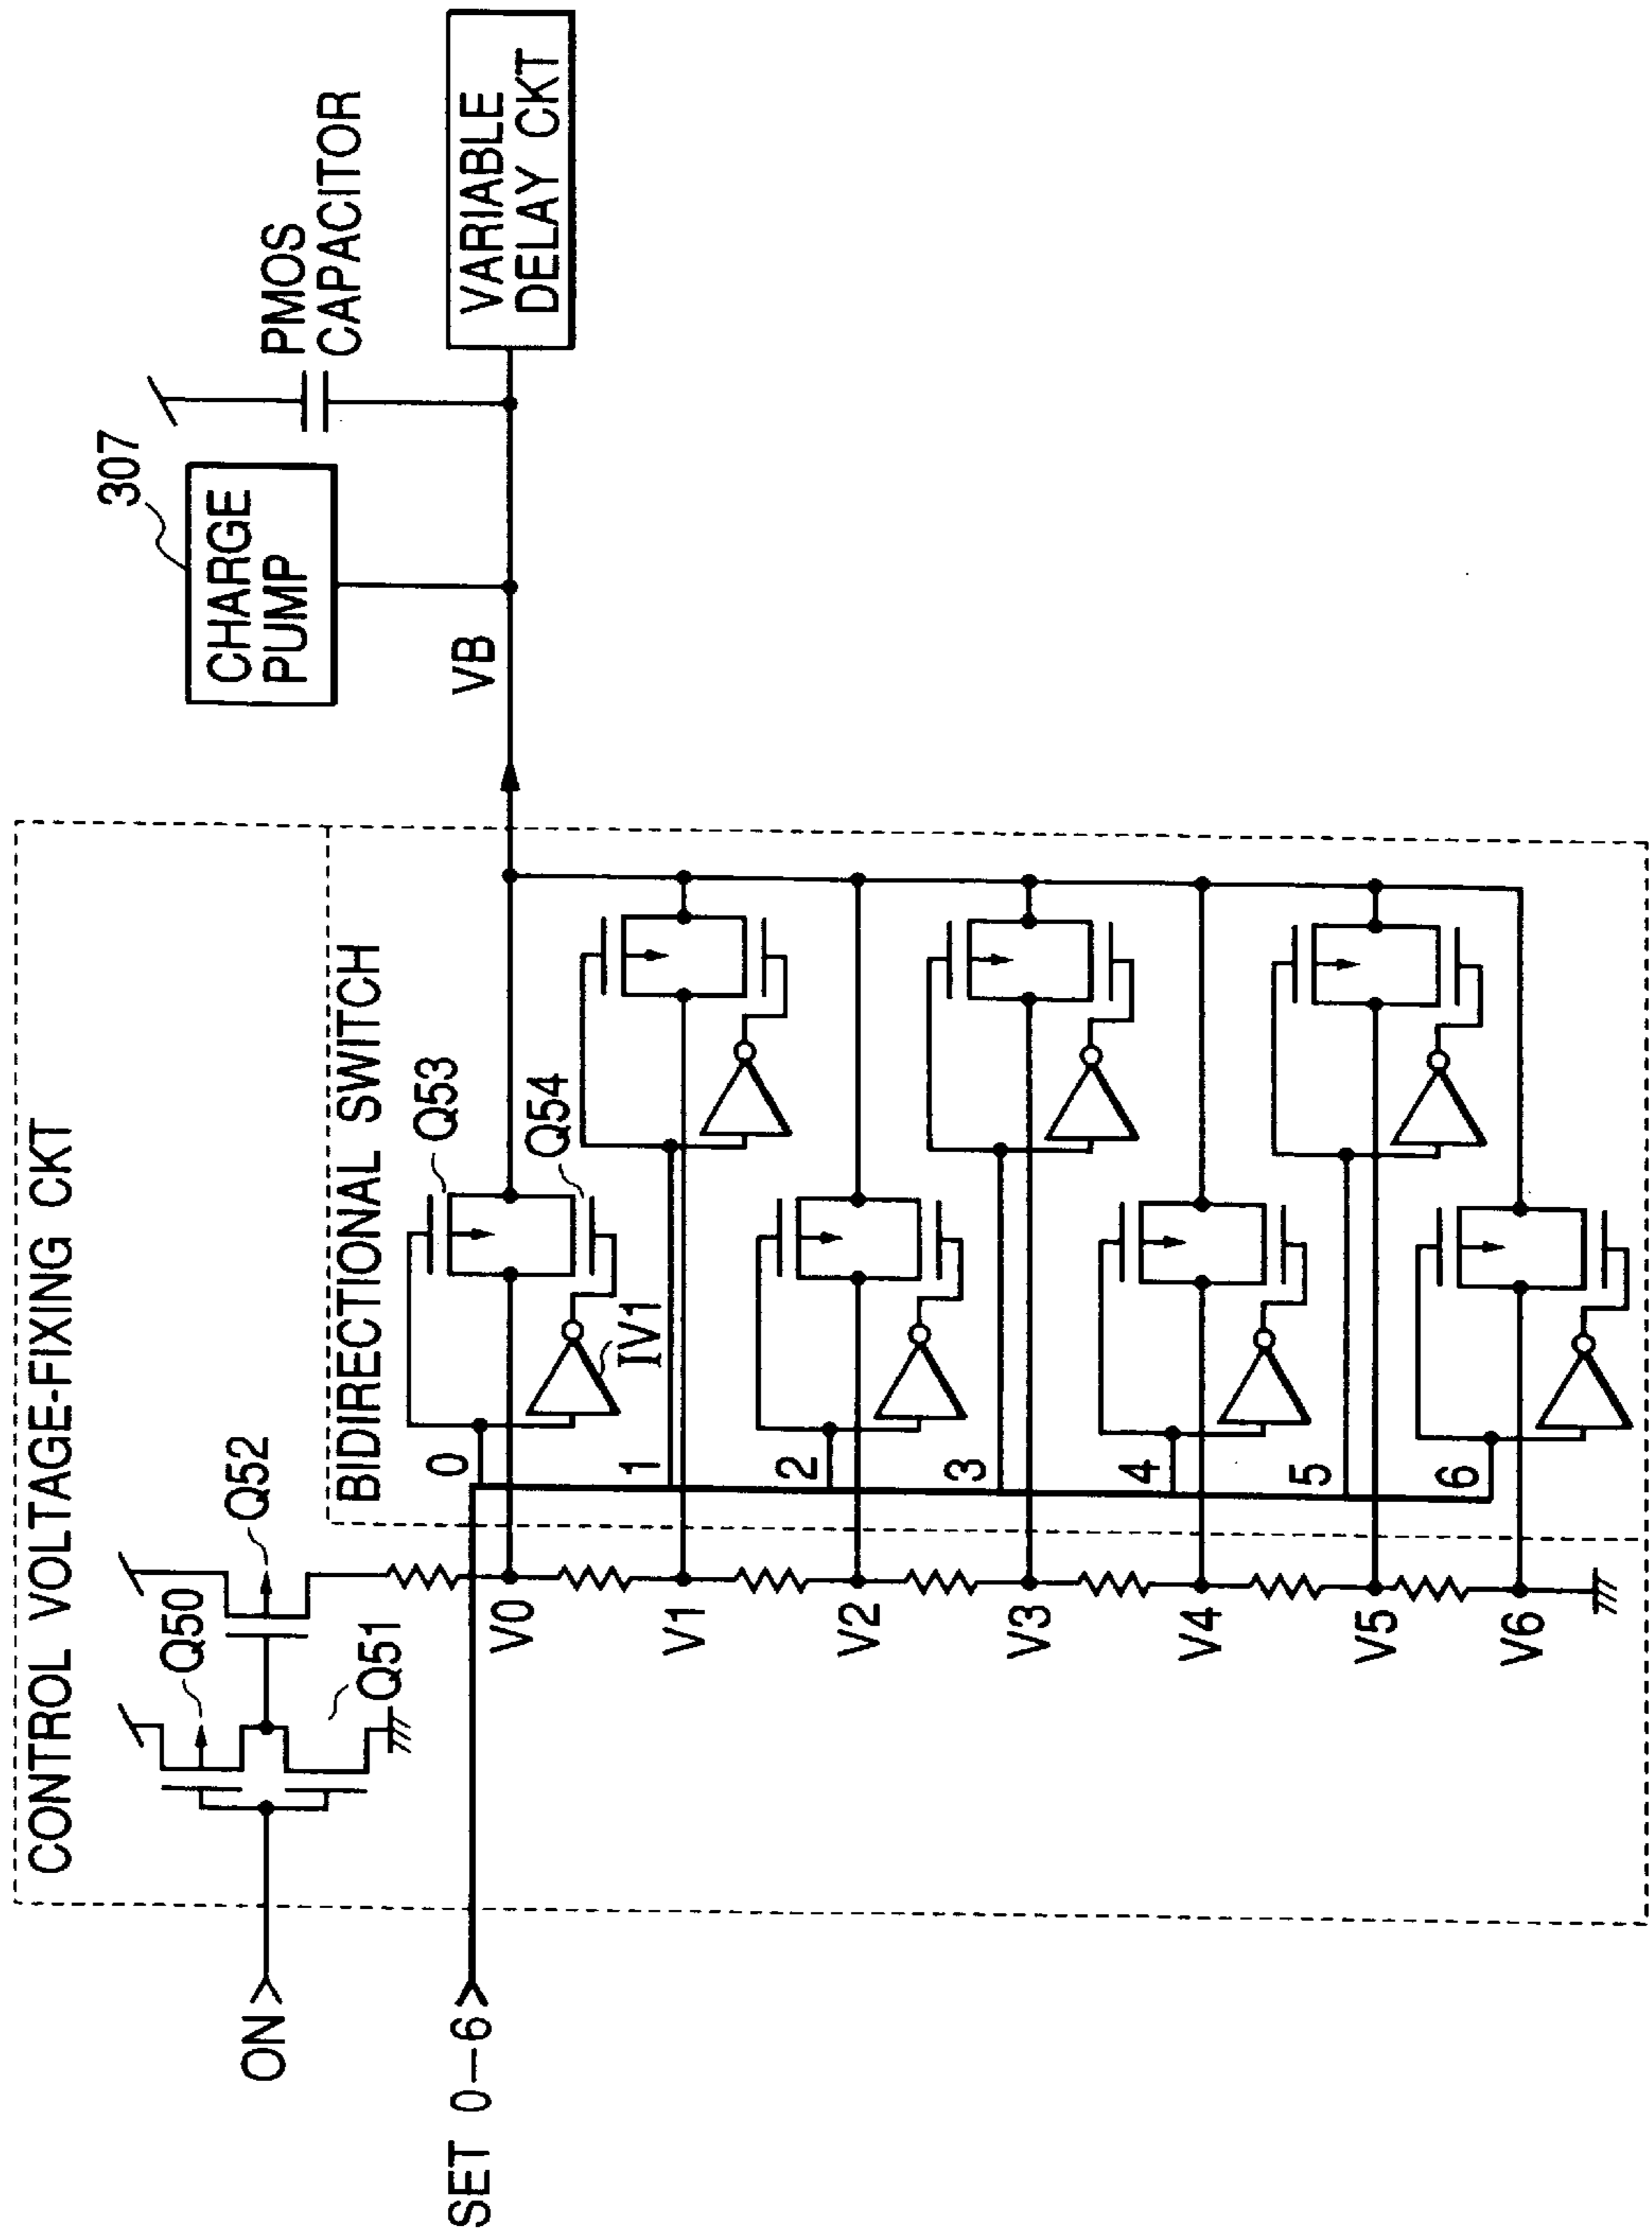 CONTROL VOLTAGE-FIXING CKT
ON
Q50
Q51
Q52
SET 0–6
BIDIRECTIONAL SWITCH
V0
V1
V2
V3
V4
V5
V6
0
1
2
3
4
5
6
IV1
Q53
Q54
VB
307
CHARGE
PUMP
PMOS
CAPACITOR
VARIABLE
DELAY CKT